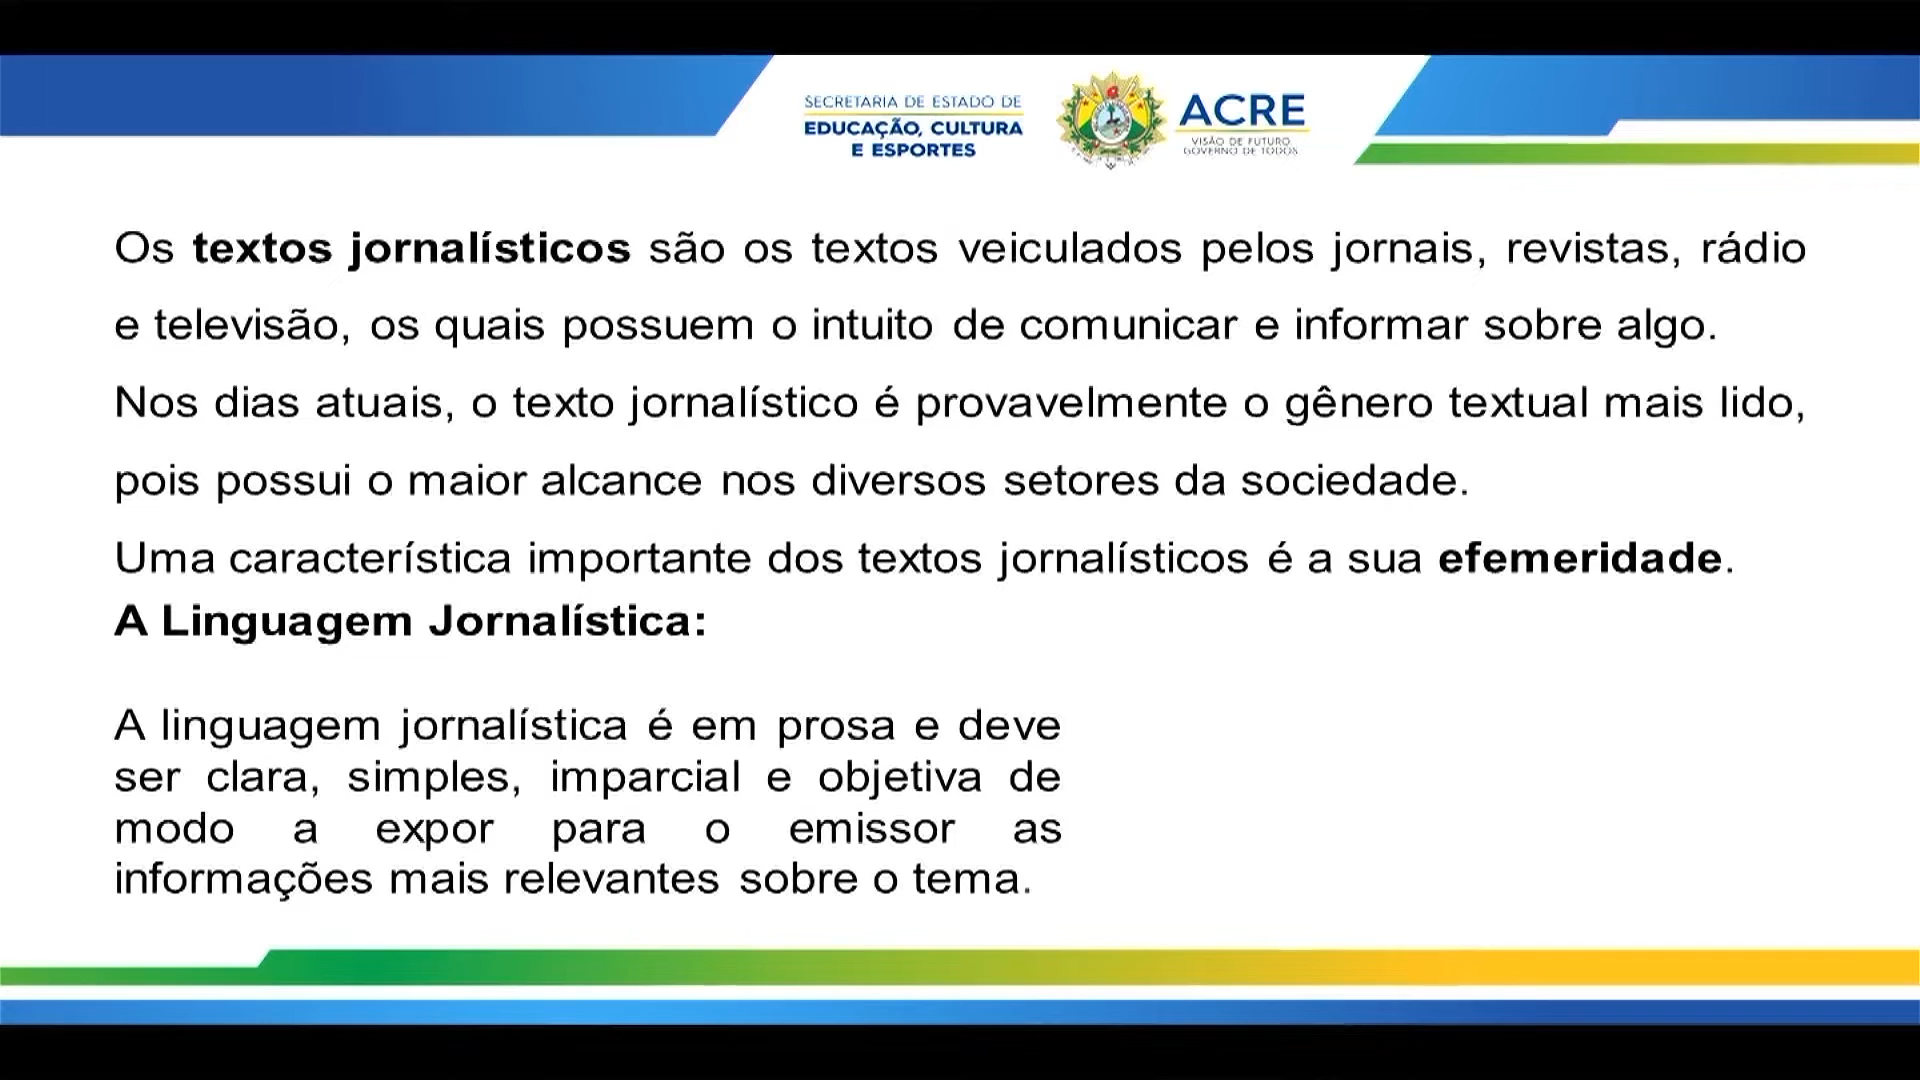 SECRETARIA DE ESTADO DE
EDUCAÇÃO, CULTURA
E ESPORTES
ACRE
VISÃO DE FUTURO.
GOVERNO DE TODOS.
Os textos jornalísticos são os textos veiculados pelos jornais, revistas, rádio
e televisão, os quais possuem o intuito de comunicar e informar sobre algo.
Nos dias atuais, o texto jornalístico é provavelmente o gênero textual mais lido,
pois possui o maior alcance nos diversos setores da sociedade.
Uma característica importante dos textos jornalísticos é a sua efemeridade.
A Linguagem Jornalística:
A linguagem jornalística é em prosa e deve
ser clara, simples, imparcial e objetiva de
modo a expor para o emissor as
informações mais relevantes sobre o tema.